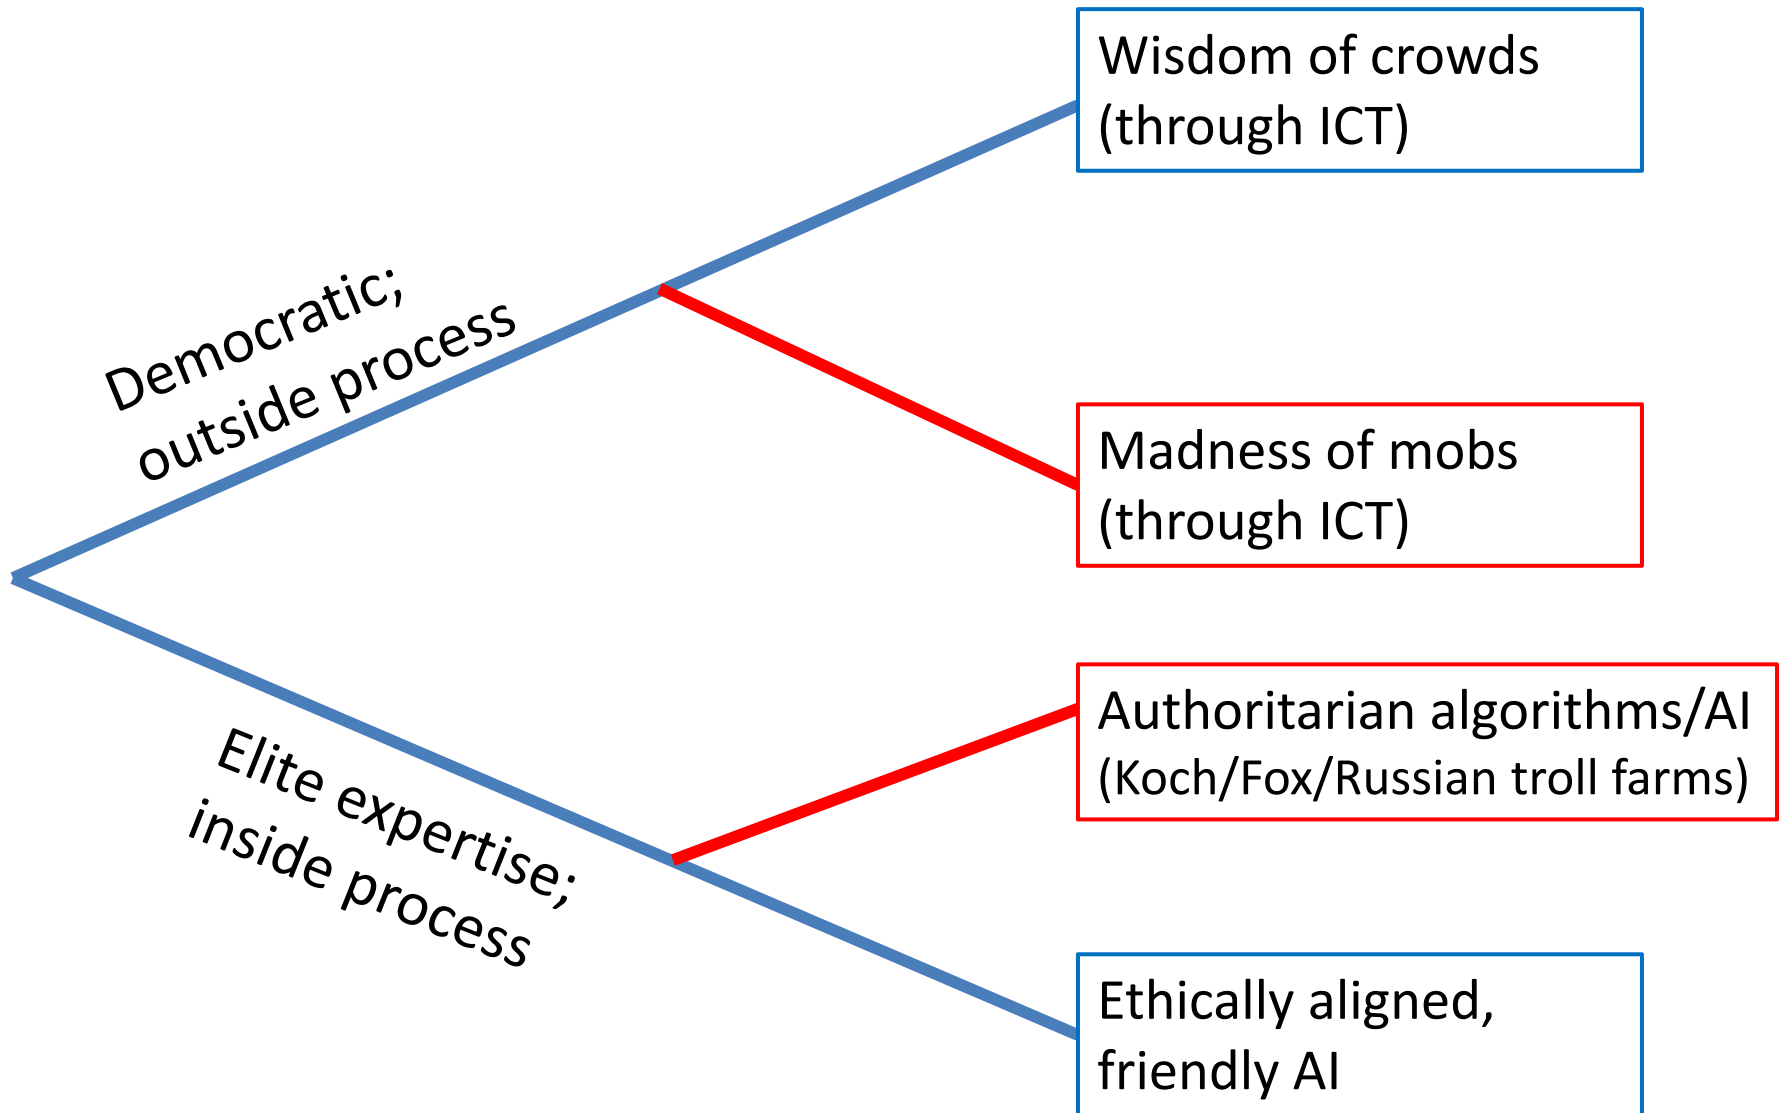 Wisdom of crowds
(through ICT)
Democratic;
outside process
Madness of mobs
(through ICT)
Authoritarian algorithms/AI
(Koch/Fox/Russian troll farms)
Elite expertise;
inside process
Ethically aligned,
friendly AI